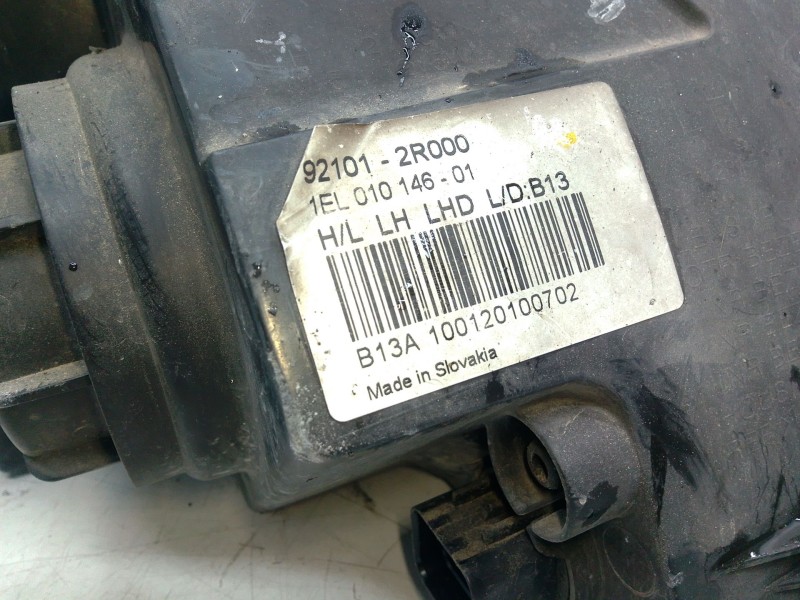 92101 - 2R000
1EL 010 146 - 01
H/L LH LHD L/D:B13
B13A 100120100702
Made in Slovakia